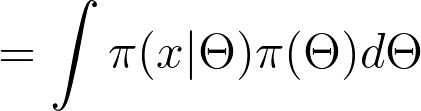 = ∫ π(x|Θ)π(Θ)dΘ